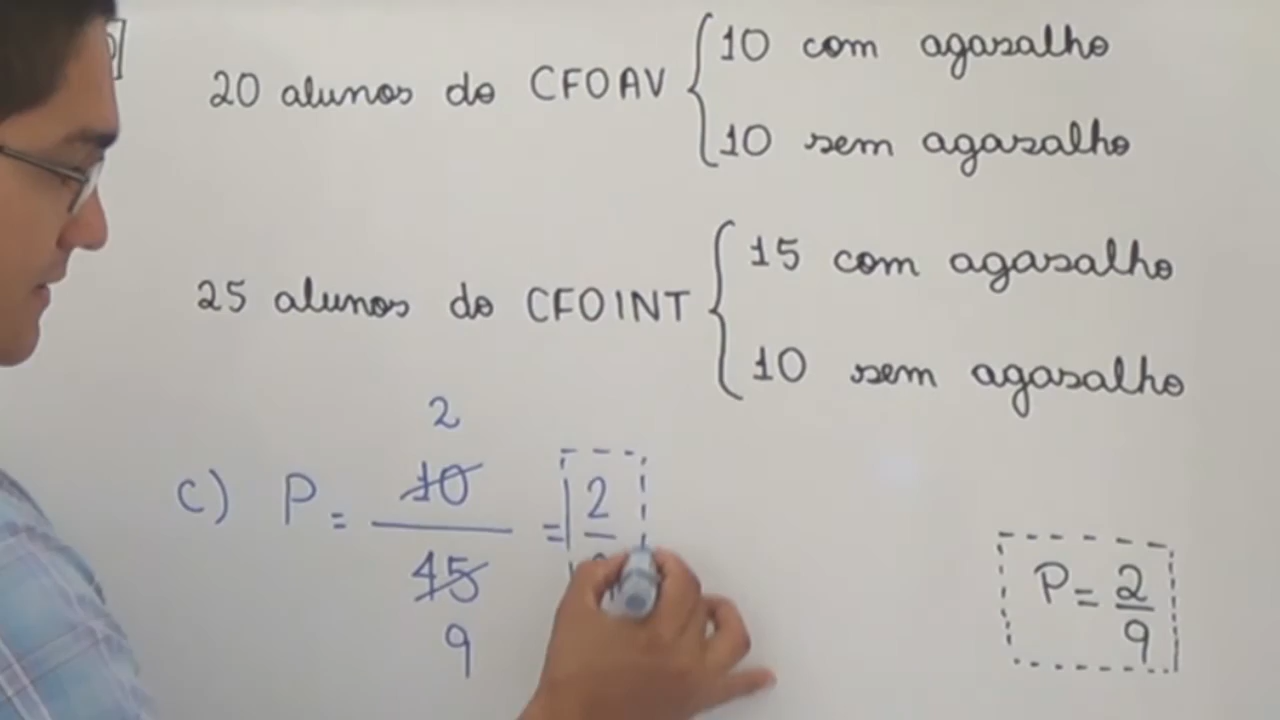 20 alunos do CFOAV { 10 com agasalho
10 sem agasalho
25 alunos do CFOINT { 15 com agasalho
10 sem agasalho
2
c) P = 10 = 2
45
9
P = 2
9